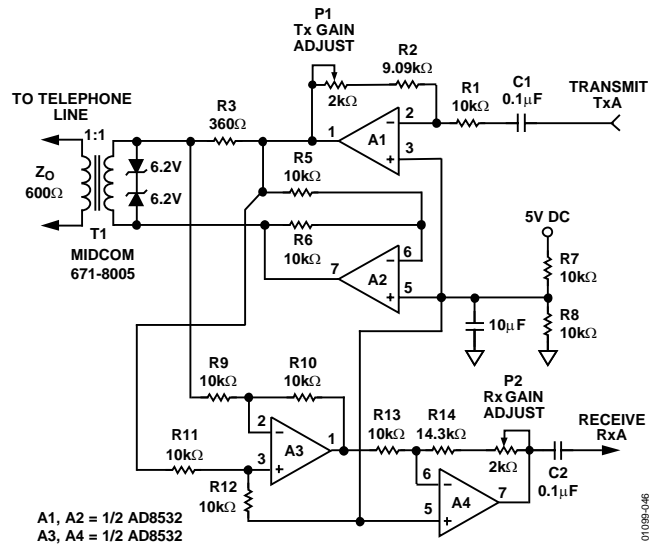 P1
Tx GAIN
ADJUST
R2
9.09kΩ
2kΩ
R1
10kΩ
C1
0.1µF
TRANSMIT
TxA
TO TELEPHONE
LINE
1:1
R3
360Ω
2
1
A1
3
ZO
600Ω
6.2V
6.2V
T1
MIDCOM
671-8005
R5
10kΩ
R6
10kΩ
6
7
A2
5
5V DC
R7
10kΩ
R8
10kΩ
10µF
R9
10kΩ
R10
10kΩ
R11
10kΩ
R12
10kΩ
2
1
A3
3
R13
10kΩ
R14
14.3kΩ
P2
Rx GAIN
ADJUST
2kΩ
6
7
A4
5
C2
0.1µF
RECEIVE
RxA
A1, A2 = 1/2 AD8532
A3, A4 = 1/2 AD8532
01099-046